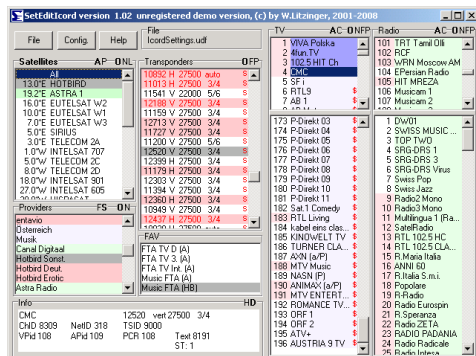 SetEditIcord version 1.02 unregistered demo version, (c) by W.Litzinger, 2001-2008
File
Config.
Help
File
IcordSettings.udf
Satellites AP ONL
All
13.0°E HOTBIRD
19.2°E ASTRA 1
16.0°E EUTELSAT W2
10.0°E EUTELSAT W1
7.0°E EUTELSAT W3
5.0°E SIRIUS
3.0°E TELECOM 2A
1.0°W INTELSAT 707
5.0°W TELECOM 2C
8.0°W TELECOM 2D
18.0°W INTELSAT 901
27.0°W INTELSAT 605
Providers FS ON
entavio
Österreich
Musik
Canal Digitaal
Hotbird Sonst.
Hotbird Deut.
Hotbird Erotic
Astra Radio
Transponders OFP
10892 H 27500 auto S
11013 H 27500 3/4 S
11541 V 22000 5/6 S
12188 V 27500 3/4 S
11959 V 27500 3/4 S
12713 V 27500 3/4 S
11727 V 27500 3/4 S
11200 V 27500 5/6 S
12520 V 27500 3/4 S
12399 H 27500 3/4 S
11179 H 27500 3/4 S
12303 V 27500 3/4 S
11394 V 27500 3/4 S
12360 H 27500 3/4 S
10949 V 27500 3/4 S
12437 H 27500 3/4 S
FAV
FTA TV D (A)
FTA TV 3. (A)
FTA TV Int. (A)
Music FTA (A)
Music FTA (HB)
Info HD
CMC 12520 vert 27500 3/4
ChID 8309 NetID 318 TSID 9000
VPid 108 APid 109 PCR 108 Text 8191
ST: 1
TV AC ONFP
1 VIVA Polska
2 4fun.TV
3 102.5 HIT Ch
4 CMC
5 SF i
6 RTL9 $
7 AB 1 $
173 P-Direkt 03 $
174 P-Direkt 04 $
175 P-Direkt 05 $
176 P-Direkt 06 $
177 P-Direkt 07 $
178 P-Direkt 08 $
179 P-Direkt 09 $
180 P-Direkt 10 $
181 P-Direkt 11 $
182 Sat.1 Comedy $
183 RTL Living $
184 kabel eins clas... $
185 KINOWELT TV $
186 TURNER CLA... $
187 AXN (a/P) $
188 MTV Music $
189 NASN (P) $
190 ANIMAX (a/P) $
191 MTV ENTERT... $
192 ROMANCE TV... $
193 ORF 1 $
194 ORF 2 $
195 ATV+ $
196 AUSTRIA 9 TV
Radio AC ONFP
101 TRT Tamil Olli
102 RCF
103 WRN Moscow AM
104 EPersian Radio
105 HIT MREZA
106 Musicam 1
107 Musicam 2
1 DW01
2 SWISS MUSIC ...
3 TOP TWO
4 SRG-DRS 1
5 SRG-DRS 3
6 SRG-DRS Virus
7 Swiss Pop
8 Swiss Jazz
9 Radio2 Mono
10 Radio3 Mono
11 Multilingua 1 (Ra...
12 SatelRadio
13 RTL 102.5 HC
14 RTL 102.5 CLA...
15 R.Maria Italia
16 ANNI 60
17 R.Italia S.m.i.
18 Popolare
19 R-Radio
20 Radio Eurospin
21 R.Speranza
22 Radio ZETA
23 RADIO PADANIA
24 Radio Radicale
25 Radio Intesa